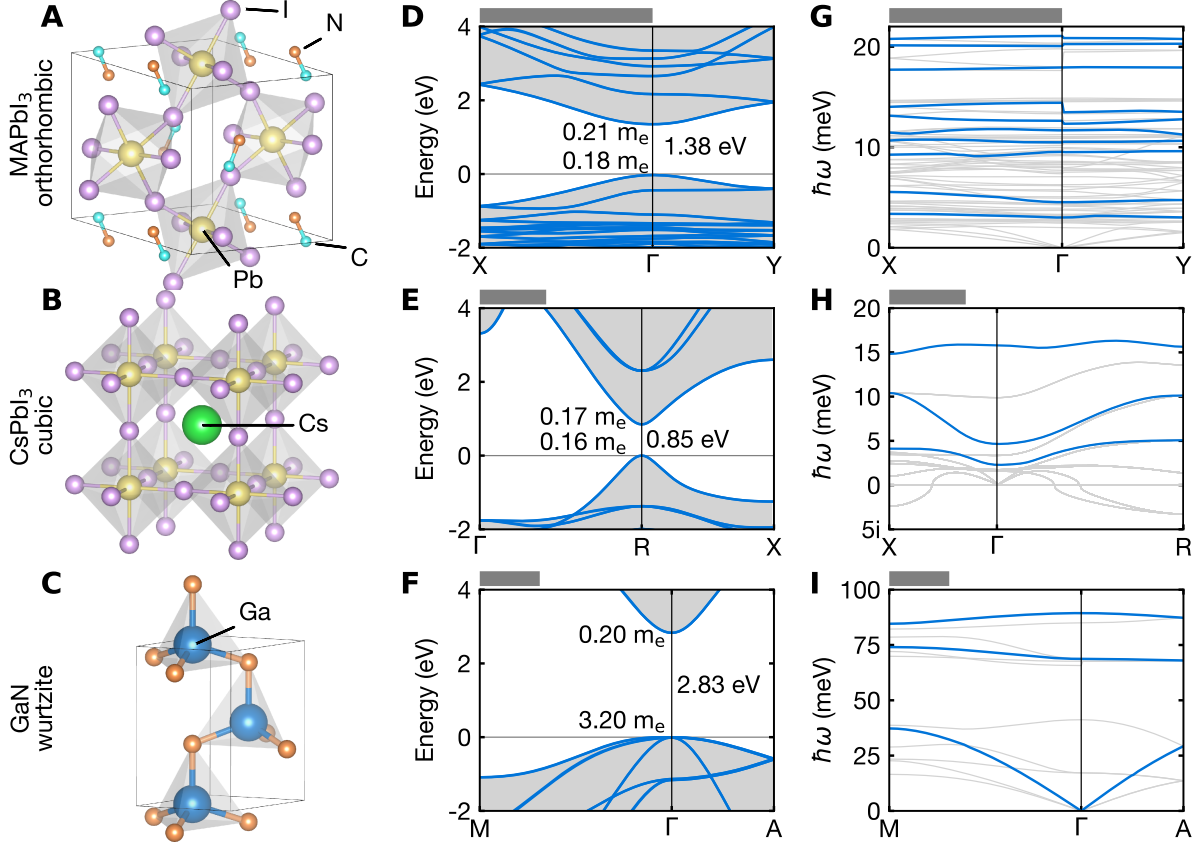 A
I
N
MAPbI3
orthorhombic
Pb
C
D
Energy (eV)
4
2
0
-2
0.21 me
0.18 me
1.38 eV
X
Γ
Y
G
ħω (meV)
20
10
0
X
Γ
Y
B
CsPbI3
cubic
Cs
E
Energy (eV)
4
2
0
-2
0.17 me
0.16 me
0.85 eV
Γ
R
X
H
ħω (meV)
20
15
10
5
0
5i
X
Γ
R
C
GaN
wurtzite
Ga
F
Energy (eV)
4
2
0
-2
0.20 me
2.83 eV
3.20 me
M
Γ
A
I
ħω (meV)
100
75
50
25
0
M
Γ
A